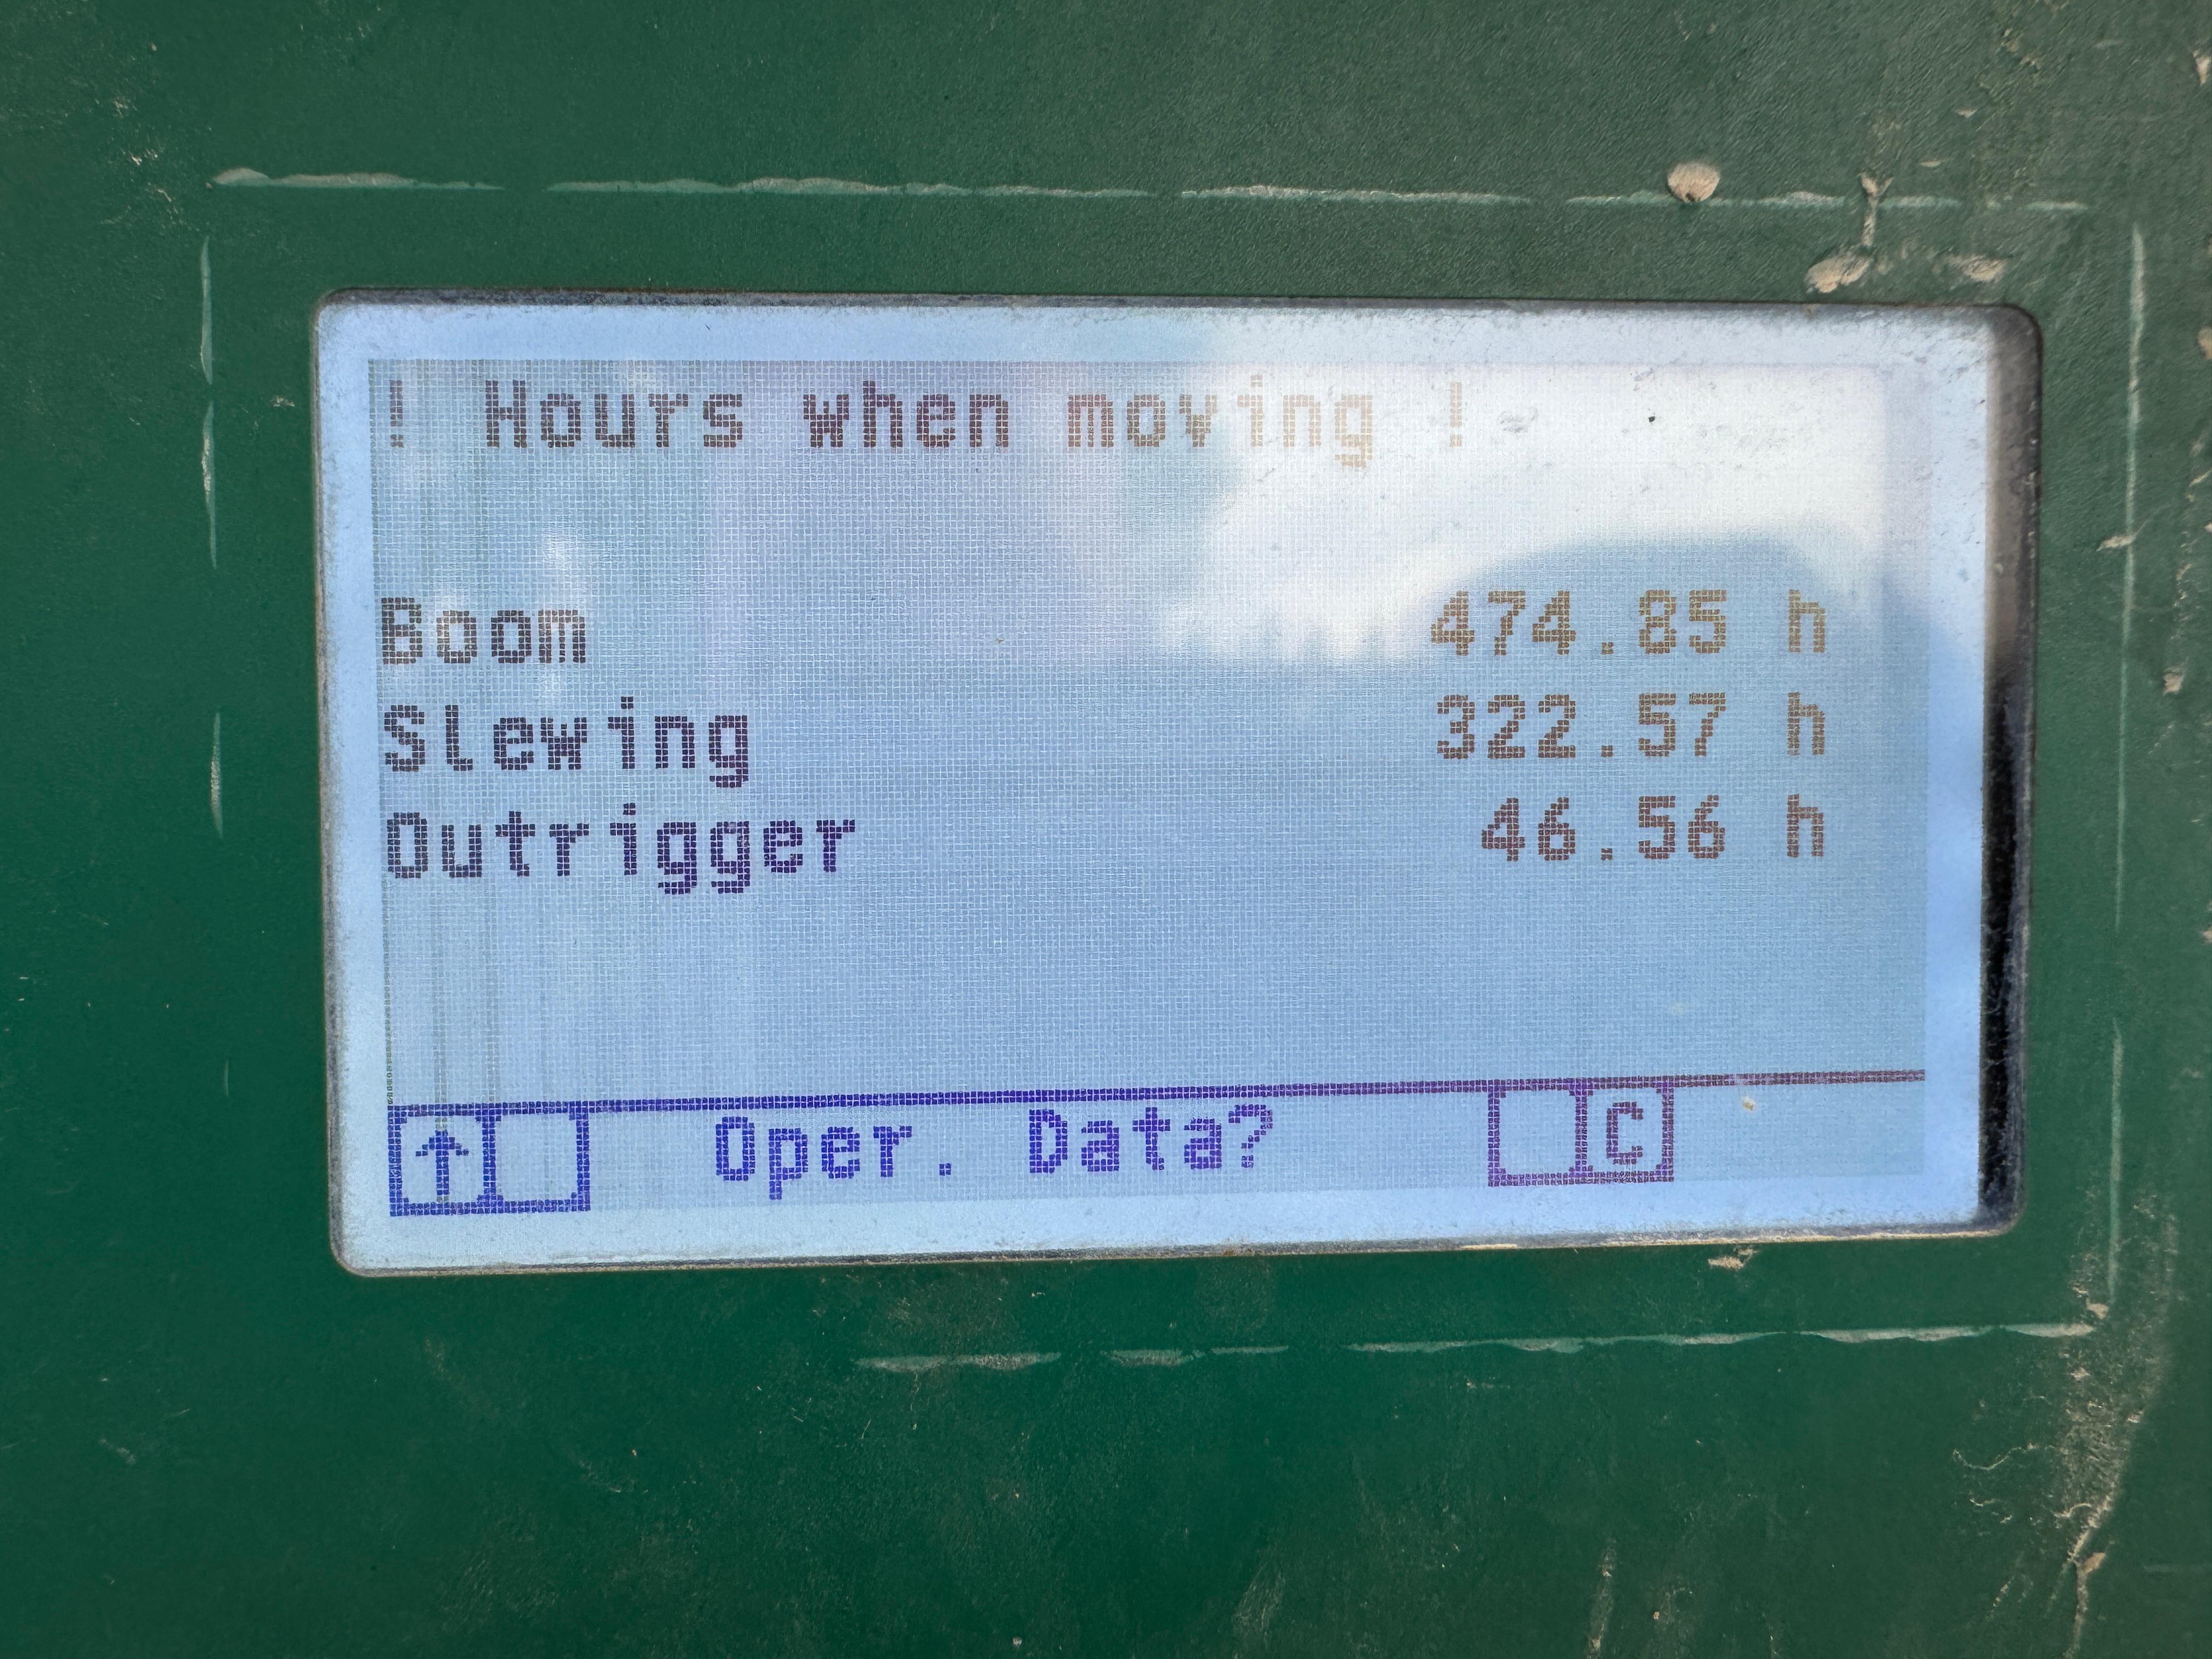 ! Hours when moving !
Boom 474.85 h
Slewing 322.57 h
Outrigger 46.56 h
↑ Oper. Data? C